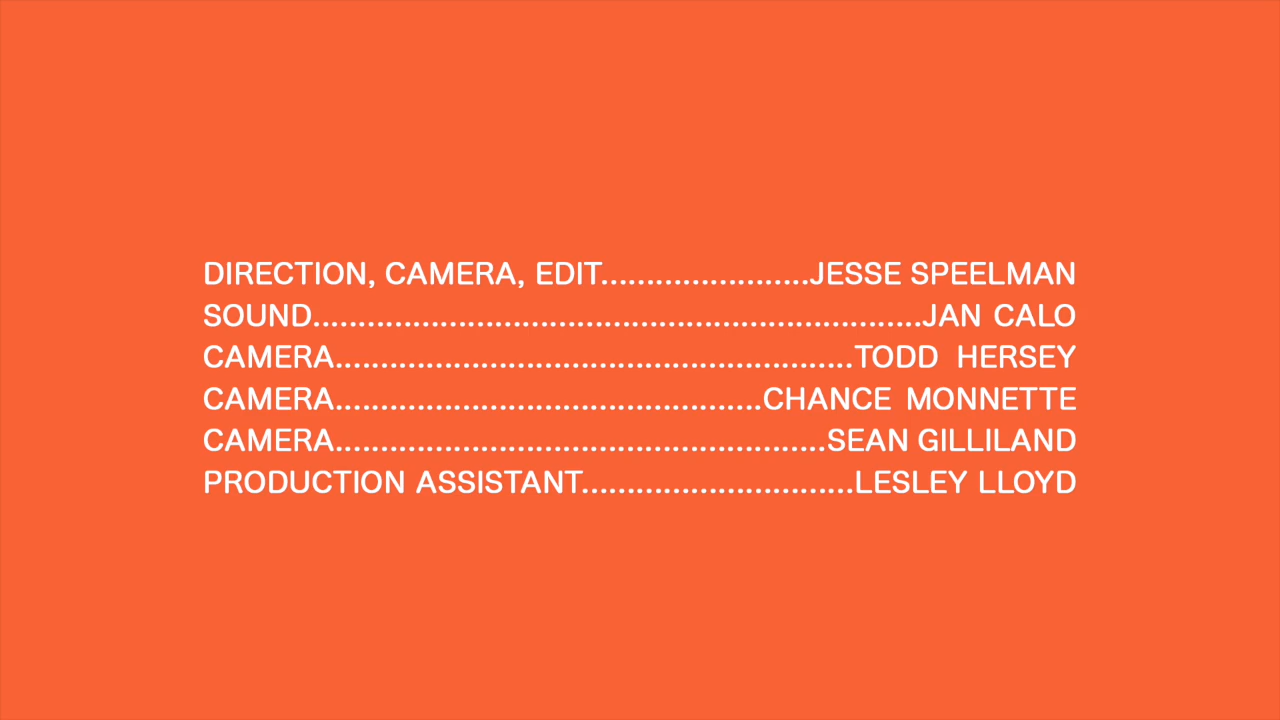 DIRECTION, CAMERA, EDIT.......................JESSE SPEELMAN
SOUND...................................................................JAN CALO
CAMERA.........................................................TODD HERSEY
CAMERA...............................................CHANCE MONNETTE
CAMERA......................................................SEAN GILLILAND
PRODUCTION ASSISTANT..............................LESLEY LLOYD